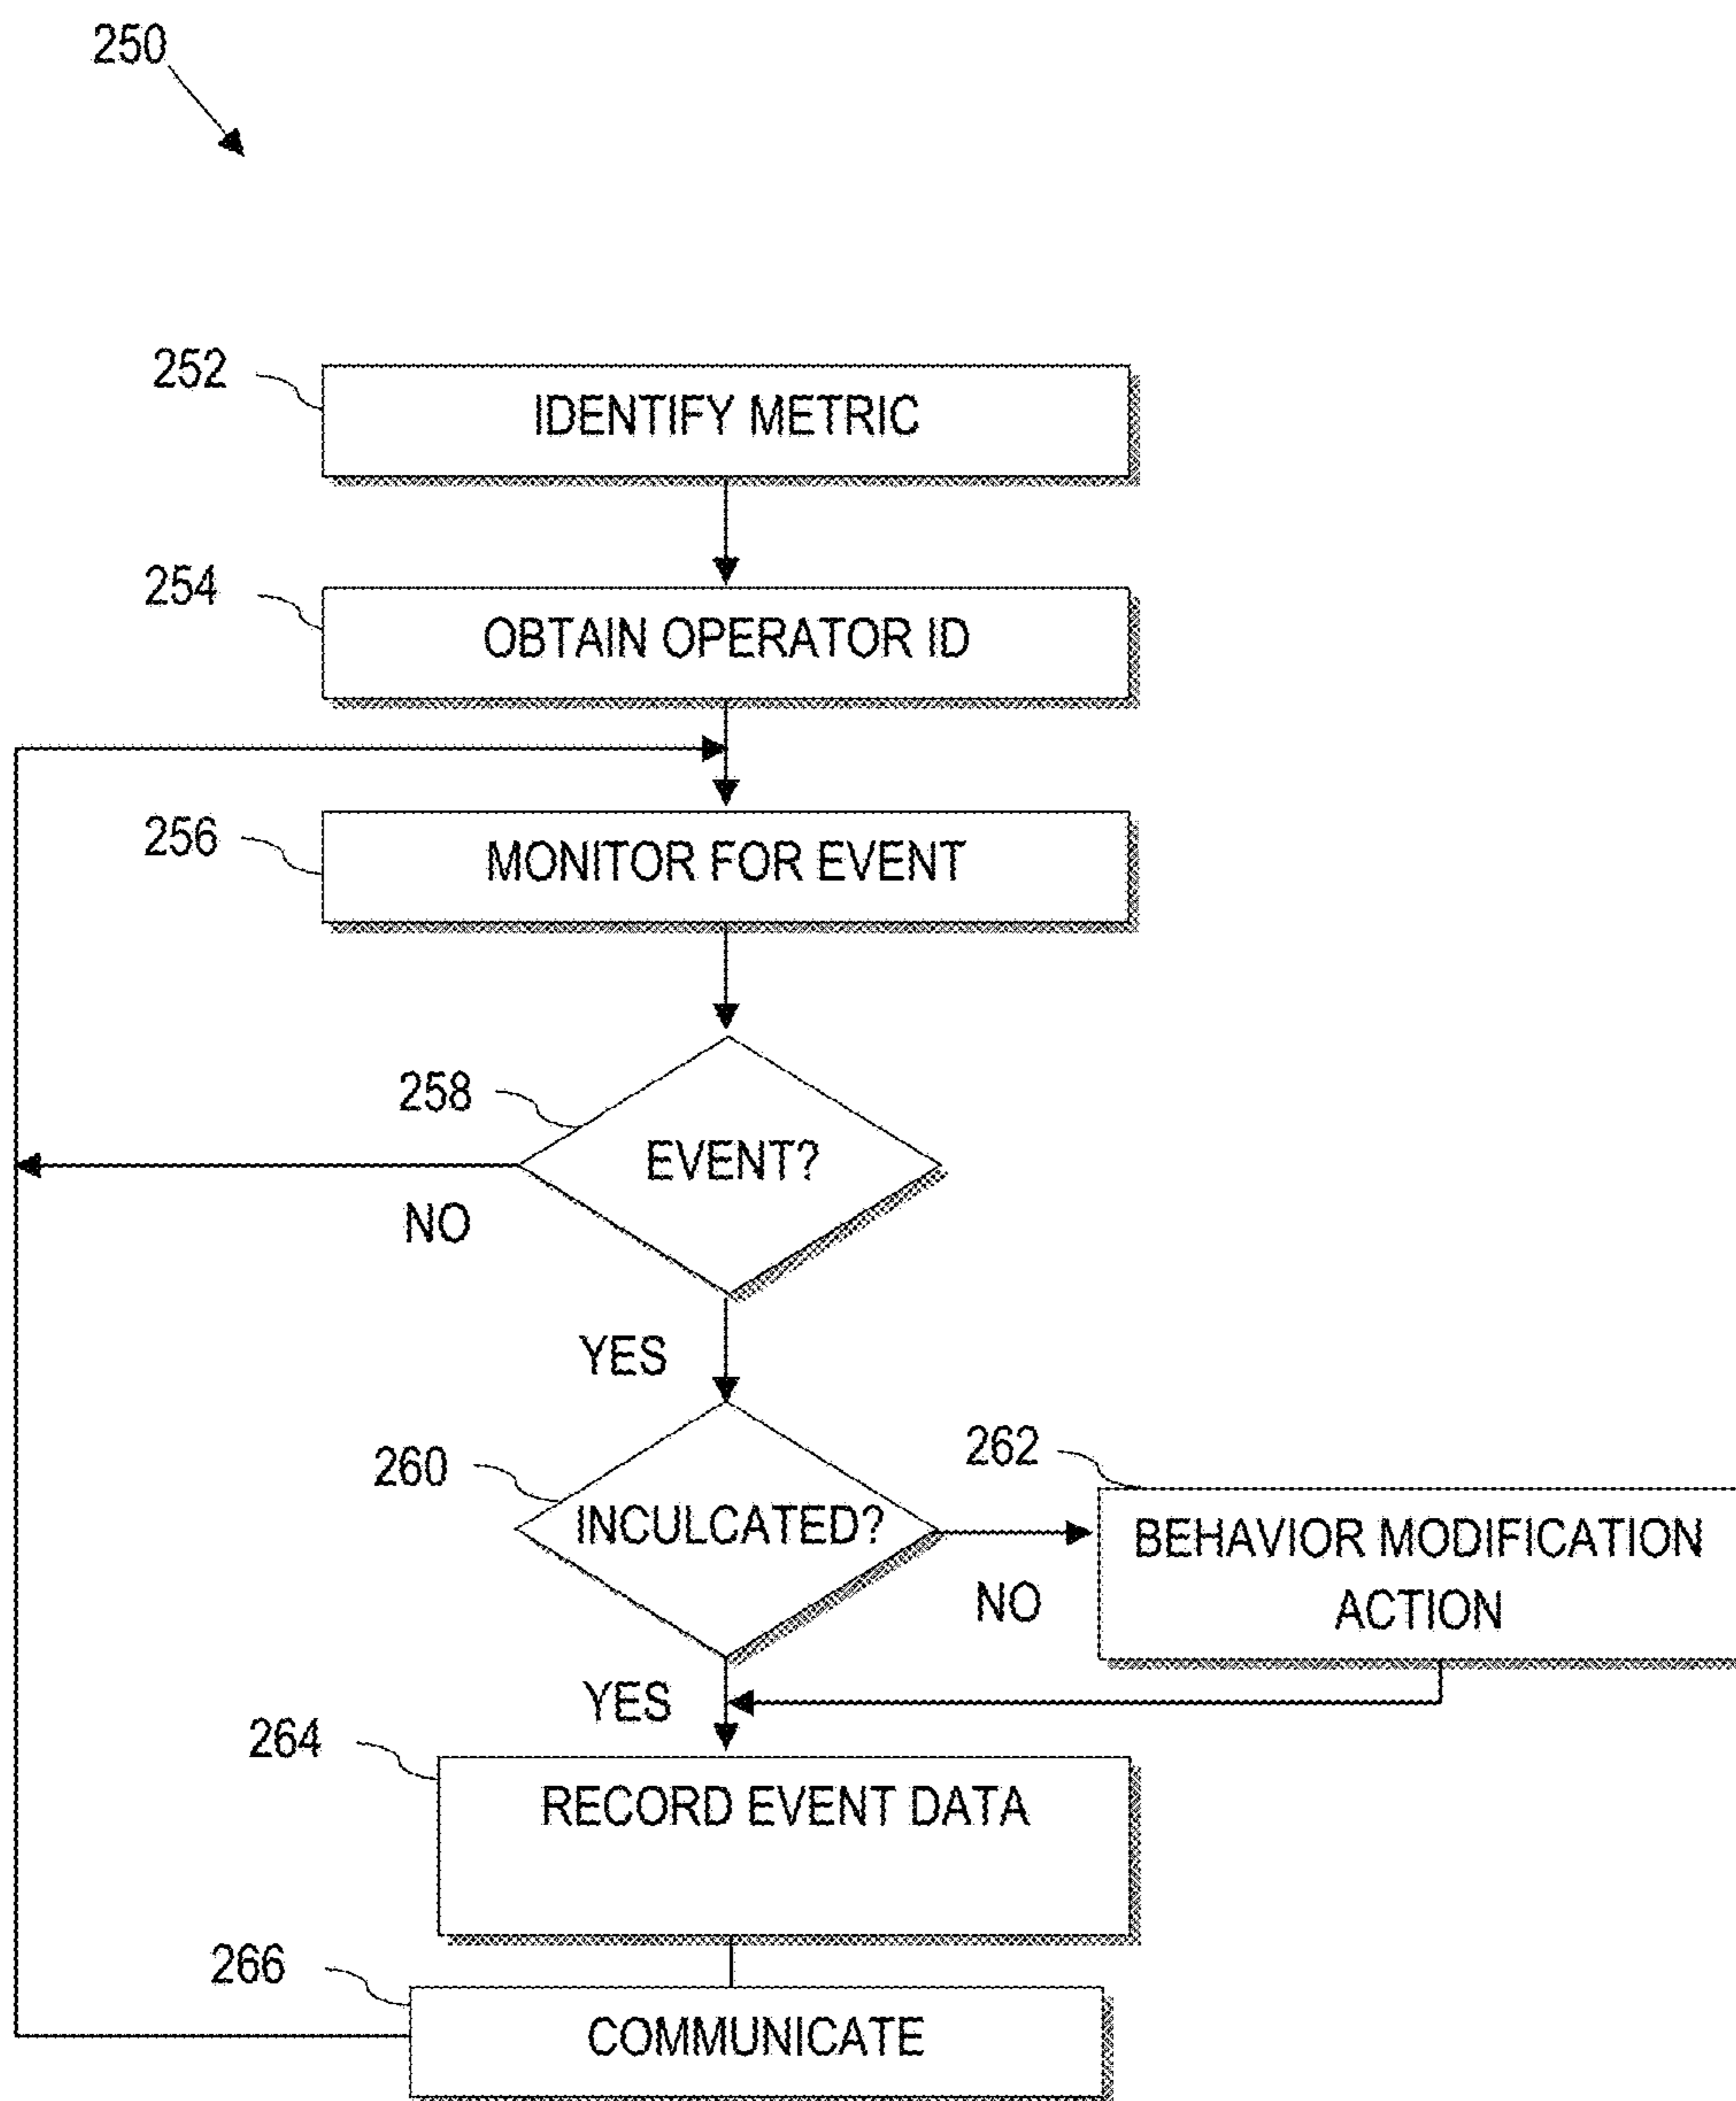 250
252
IDENTIFY METRIC
254
OBTAIN OPERATOR ID
256
MONITOR FOR EVENT
258
EVENT?
NO
YES
260
INCULCATED?
262
BEHAVIOR MODIFICATION
ACTION
NO
YES
264
RECORD EVENT DATA
266
COMMUNICATE